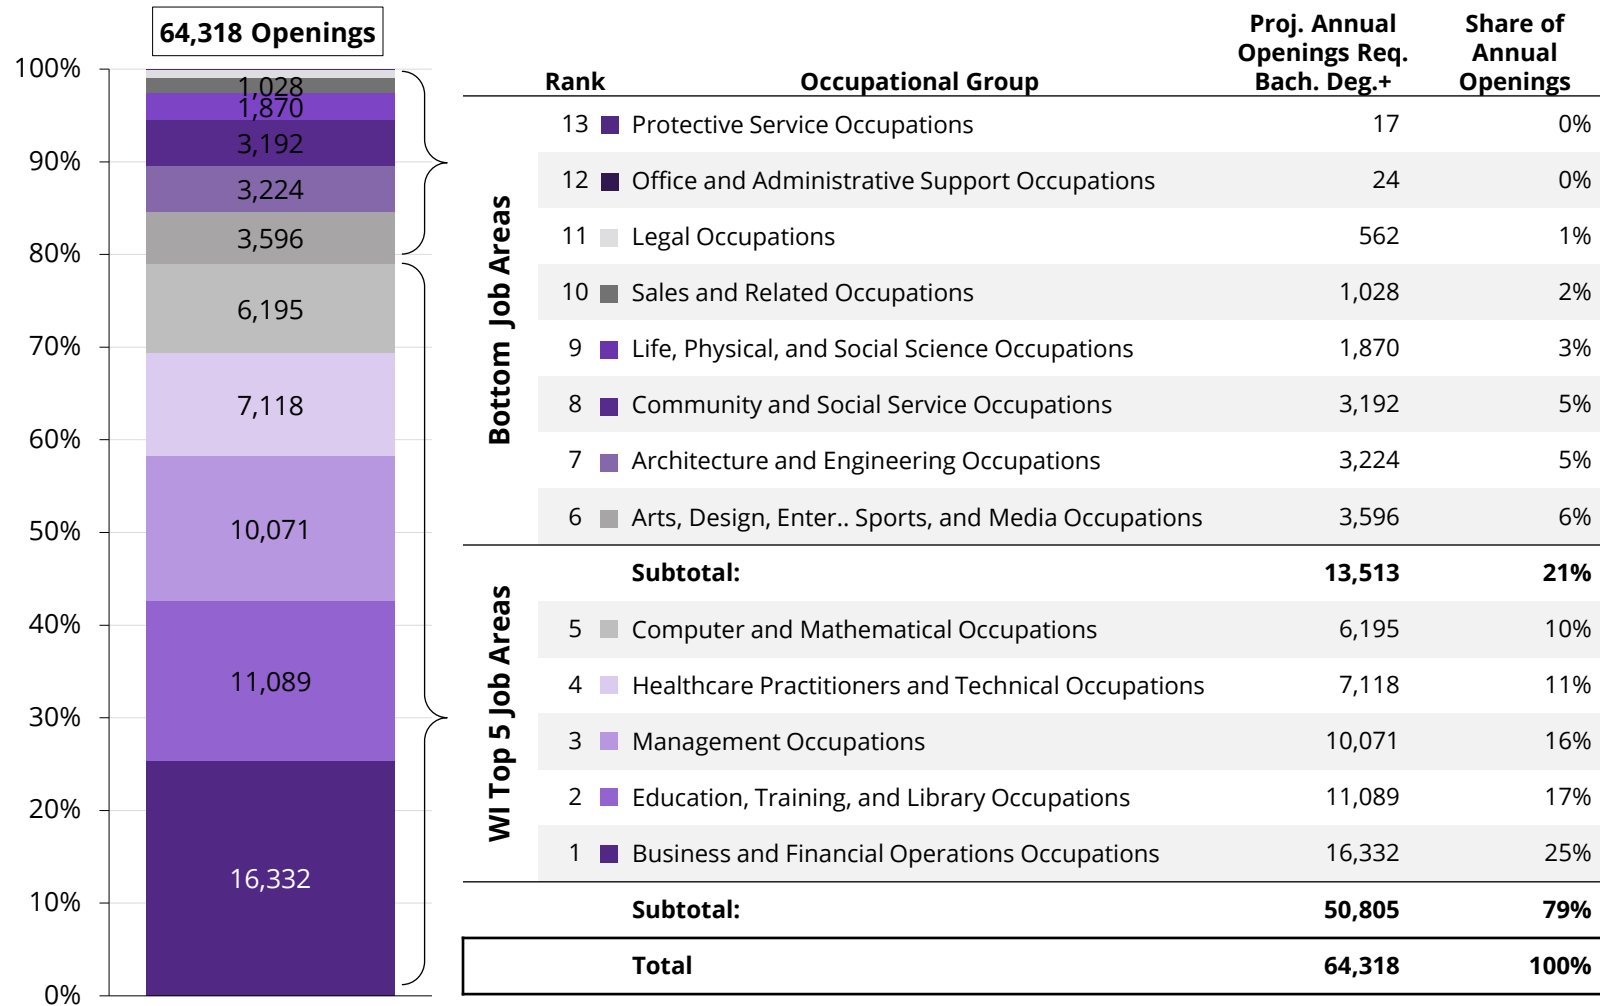 64,318 Openings
100%
90%
80%
70%
60%
50%
40%
30%
20%
10%
0%
1,028
1,870
3,192
3,224
3,596
6,195
7,118
10,071
11,089
16,332
Rank Occupational Group Proj. Annual Openings Req. Bach. Deg.+ Share of Annual Openings
Bottom Job Areas
13 Protective Service Occupations 17 0%
12 Office and Administrative Support Occupations 24 0%
11 Legal Occupations 562 1%
10 Sales and Related Occupations 1,028 2%
9 Life, Physical, and Social Science Occupations 1,870 3%
8 Community and Social Service Occupations 3,192 5%
7 Architecture and Engineering Occupations 3,224 5%
6 Arts, Design, Enter.. Sports, and Media Occupations 3,596 6%
Subtotal: 13,513 21%
WI Top 5 Job Areas
5 Computer and Mathematical Occupations 6,195 10%
4 Healthcare Practitioners and Technical Occupations 7,118 11%
3 Management Occupations 10,071 16%
2 Education, Training, and Library Occupations 11,089 17%
1 Business and Financial Operations Occupations 16,332 25%
Subtotal: 50,805 79%
Total 64,318 100%